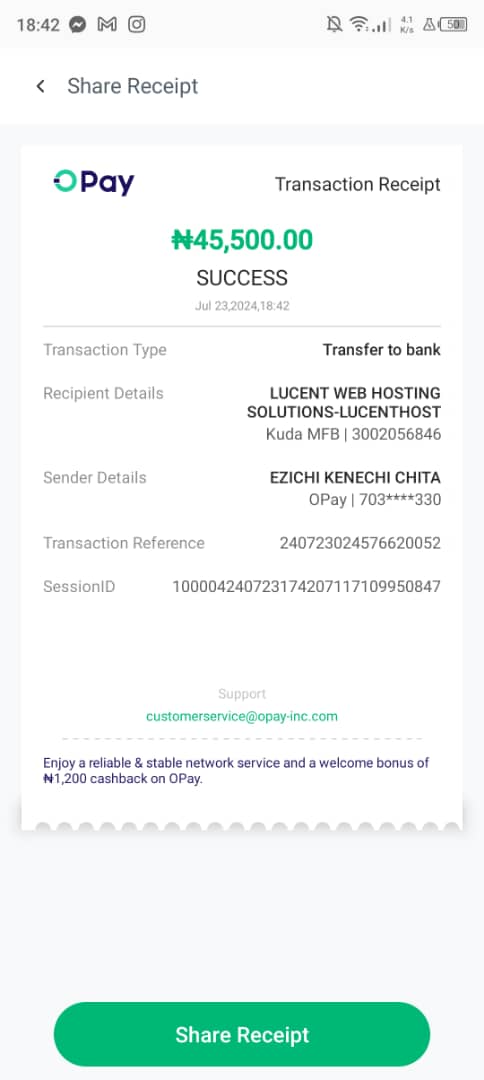 18:42
4.1
K/s
50
Share Receipt
OPay
Transaction Receipt
₦45,500.00
SUCCESS
Jul 23,2024,18:42
Transaction Type
Transfer to bank
Recipient Details
LUCENT WEB HOSTING
SOLUTIONS-LUCENTHOST
Kuda MFB | 3002056846
Sender Details
EZICHI KENECHI CHITA
OPay | 703****330
Transaction Reference
240723024576620052
SessionID
100004240723174207117109950847
Support
customerservice@opay-inc.com
Enjoy a reliable & stable network service and a welcome bonus of
₦1,200 cashback on OPay.
Share Receipt